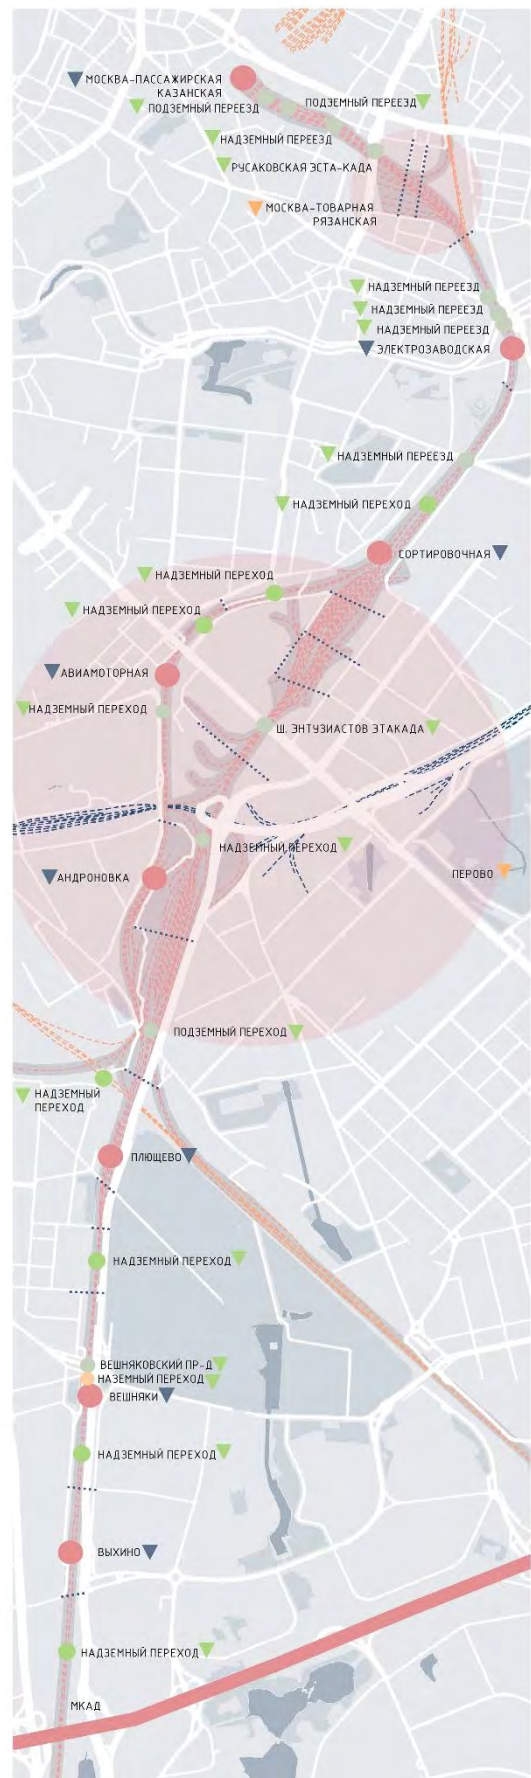 МОСКВА-ПАССАЖИРСКАЯ
КАЗАНСКАЯ
ПОДЗЕМНЫЙ ПЕРЕЕЗД
ПОДЗЕМНЫЙ ПЕРЕЕЗД
НАДЗЕМНЫЙ ПЕРЕЕЗД
РУСАКОВСКАЯ ЭСТА-КАДА
МОСКВА-ТОВАРНАЯ
РЯЗАНСКАЯ
НАДЗЕМНЫЙ ПЕРЕЕЗД
НАДЗЕМНЫЙ ПЕРЕЕЗД
НАДЗЕМНЫЙ ПЕРЕЕЗД
ЭЛЕКТРОЗАВОДСКАЯ
НАДЗЕМНЫЙ ПЕРЕЕЗД
НАДЗЕМНЫЙ ПЕРЕХОД
СОРТИРОВОЧНАЯ
НАДЗЕМНЫЙ ПЕРЕХОД
НАДЗЕМНЫЙ ПЕРЕХОД
АВИАМОТОРНАЯ
НАДЗЕМНЫЙ ПЕРЕХОД
Ш. ЭНТУЗИАСТОВ ЭТАКАДА
НАДЗЕМНЫЙ ПЕРЕХОД
АНДРОНОВКА
ПЕРОВО
ПОДЗЕМНЫЙ ПЕРЕХОД
НАДЗЕМНЫЙ
ПЕРЕХОД
ПЛЮЩЕВО
НАДЗЕМНЫЙ ПЕРЕХОД
ВЕШНЯКОВСКИЙ ПР-Д
НАЗЕМНЫЙ ПЕРЕХОД
ВЕШНЯКИ
НАДЗЕМНЫЙ ПЕРЕХОД
ВЫХИНО
НАДЗЕМНЫЙ ПЕРЕХОД
МКАД